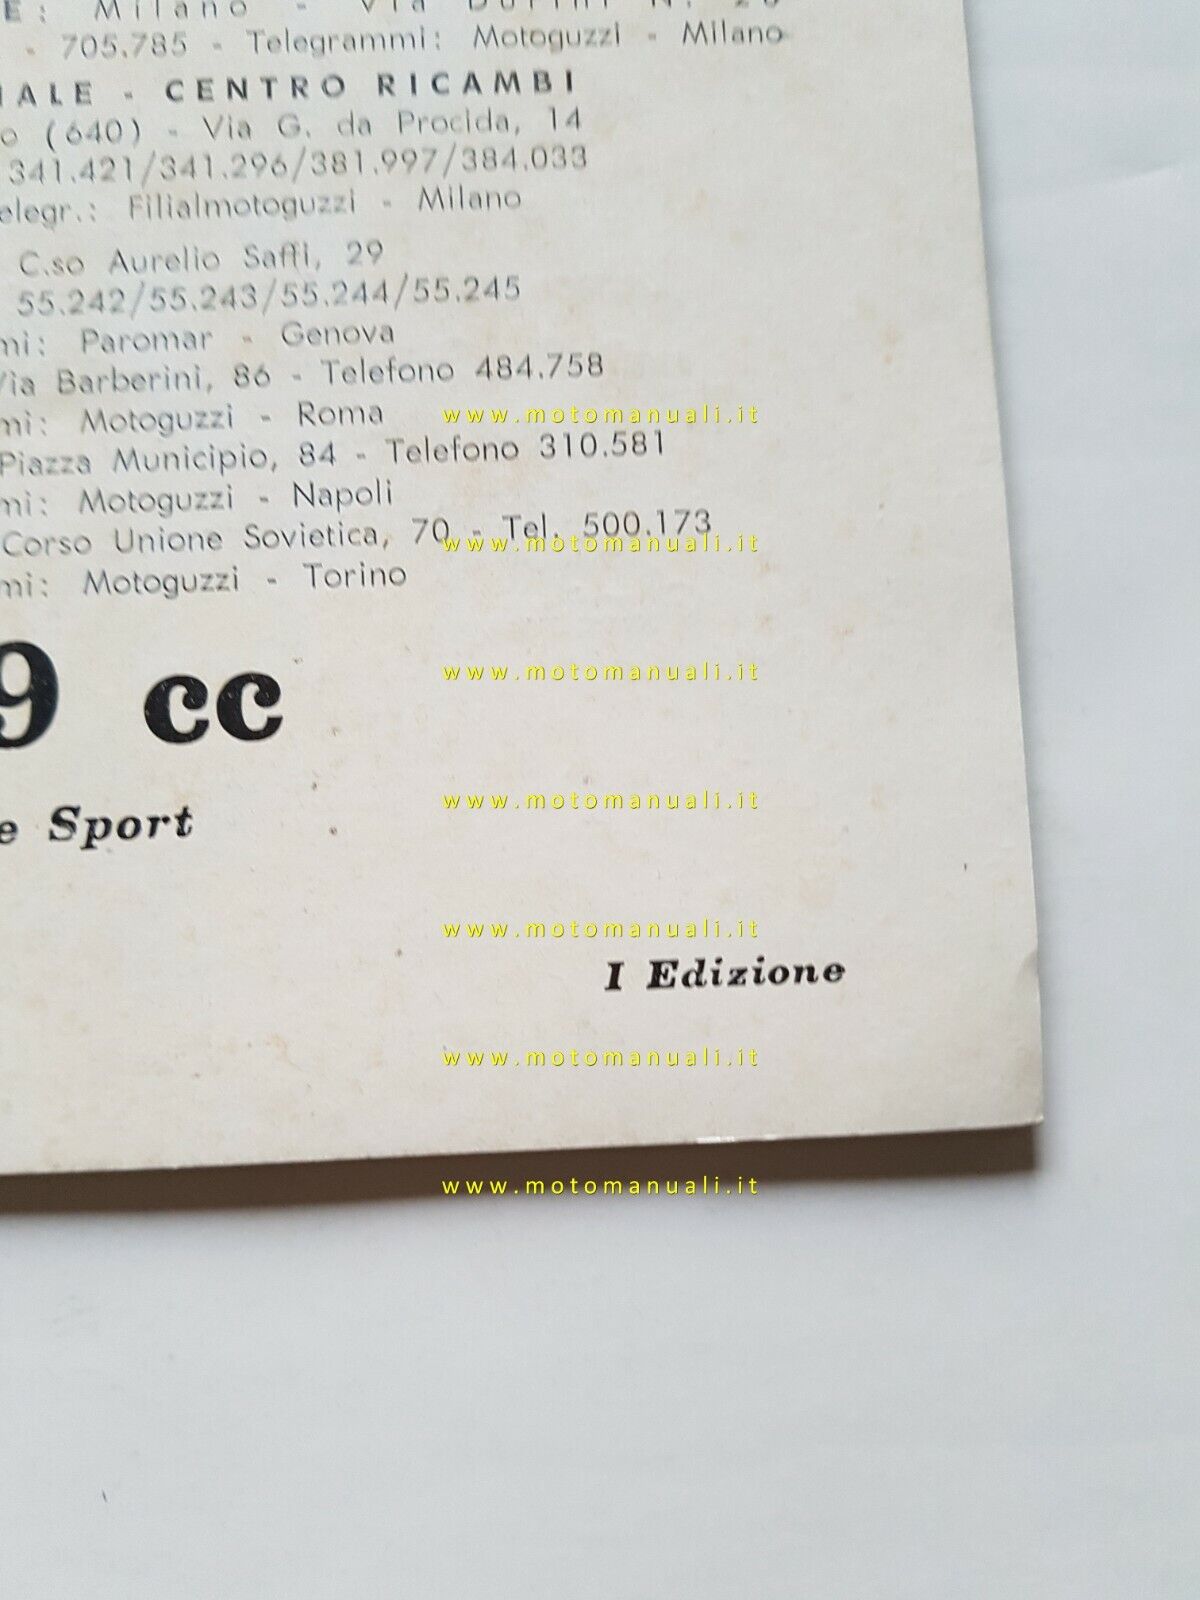 E: Milano - Via Durini N. 28
- 705.785 - Telegrammi: Motoguzzi - Milano
IALE - CENTRO RICAMBI
o (640) - Via G. da Procida, 14
341.421/341.296/381.997/384.033
elegr.: Filialmotoguzzi - Milano
C.so Aurelio Saffi, 29
55.242/55.243/55.244/55.245
mi: Paromar - Genova
Via Barberini, 86 - Telefono 484.758
mi: Motoguzzi - Roma
www.motomanuali.it
Piazza Municipio, 84 - Telefono 310.581
mi: Motoguzzi - Napoli
Corso Unione Sovietica, 70 - Tel. 500.173
www.motomanuali.it
mi: Motoguzzi - Torino
9 cc
www.motomanuali.it
www.motomanuali.it
e Sport
www.motomanuali.it
I Edizione
www.motomanuali.it
www.motomanuali.it